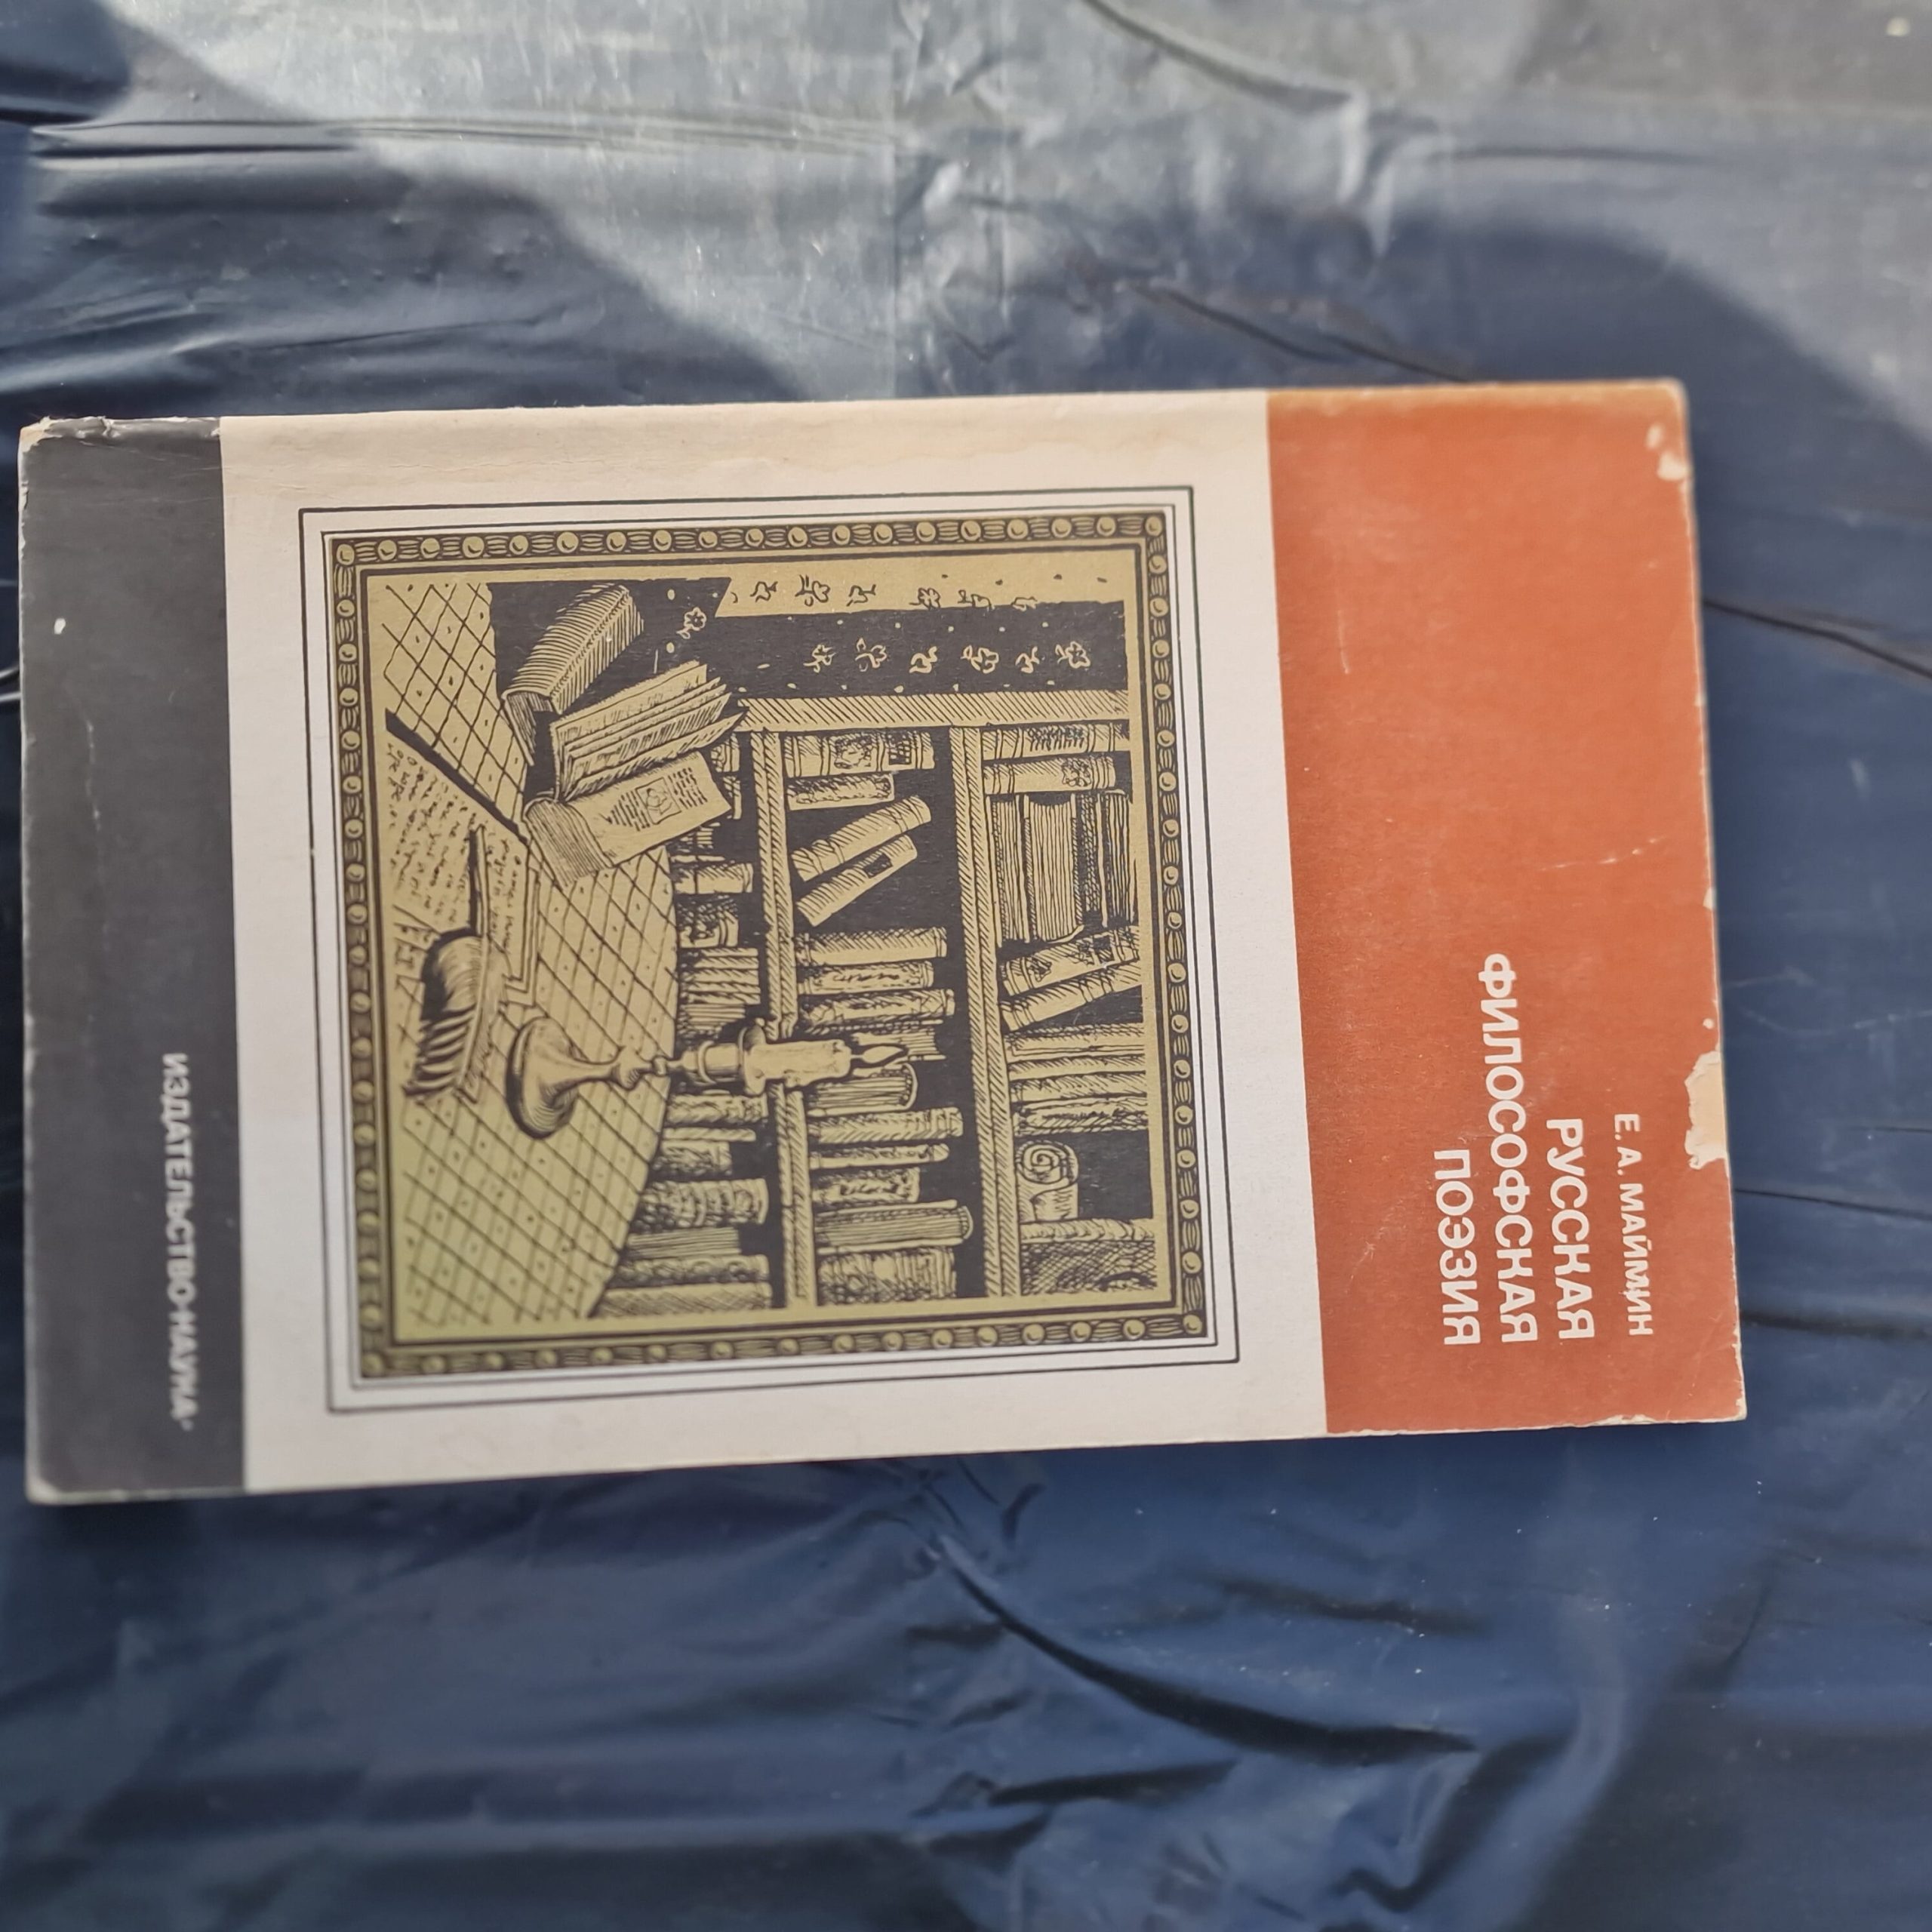 Е. А. МАЙМИН
РУССКАЯ
ФИЛОСОФСКАЯ
ПОЭЗИЯ
ИЗДАТЕЛЬСТВО·НАУКА·